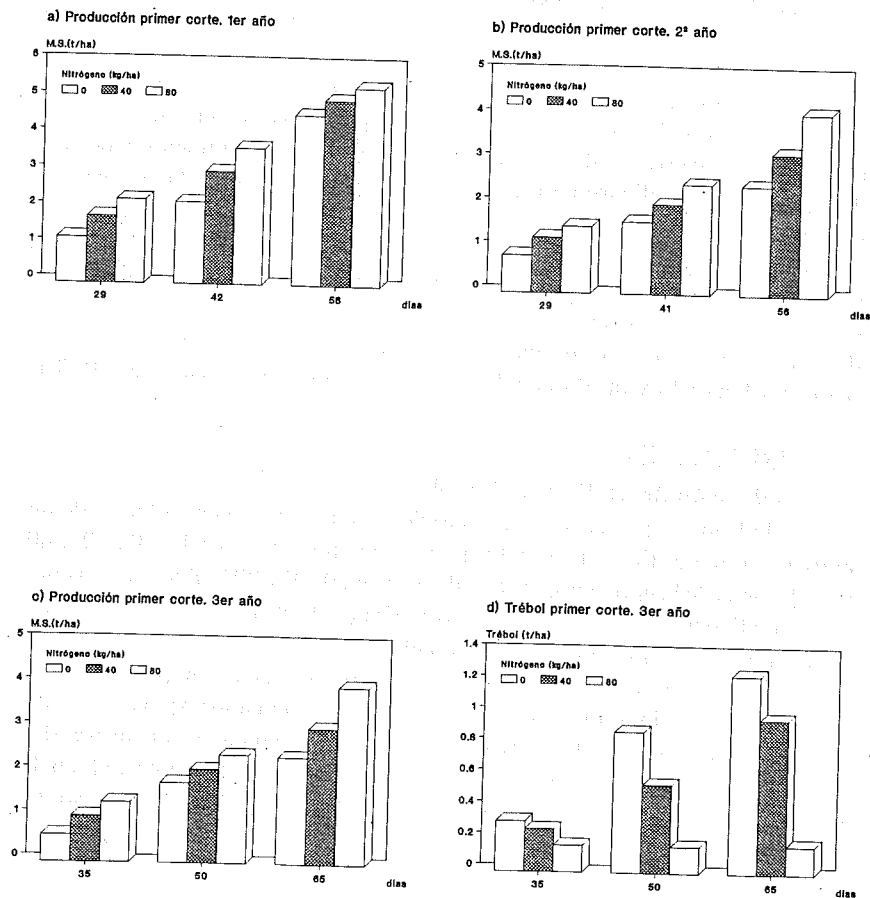 a) Producción primer corte. 1er año
M.S.(t/ha)
6
5
4
3
2
1
0
Nitrógeno (kg/ha)
0 40 80
29 42 56 días
b) Producción primer corte. 2º año
M.S.(t/ha)
5
4
3
2
1
0
Nitrógeno (kg/ha)
0 40 80
29 41 56 días
c) Producción primer corte. 3er año
M.S.(t/ha)
5
4
3
2
1
0
Nitrógeno (kg/ha)
0 40 80
35 50 65 días
d) Trébol primer corte. 3er año
Trébol (t/ha)
1.4
1.2
1
0.8
0.6
0.4
0.2
0
Nitrógeno (kg/ha)
0 40 80
35 50 65 días